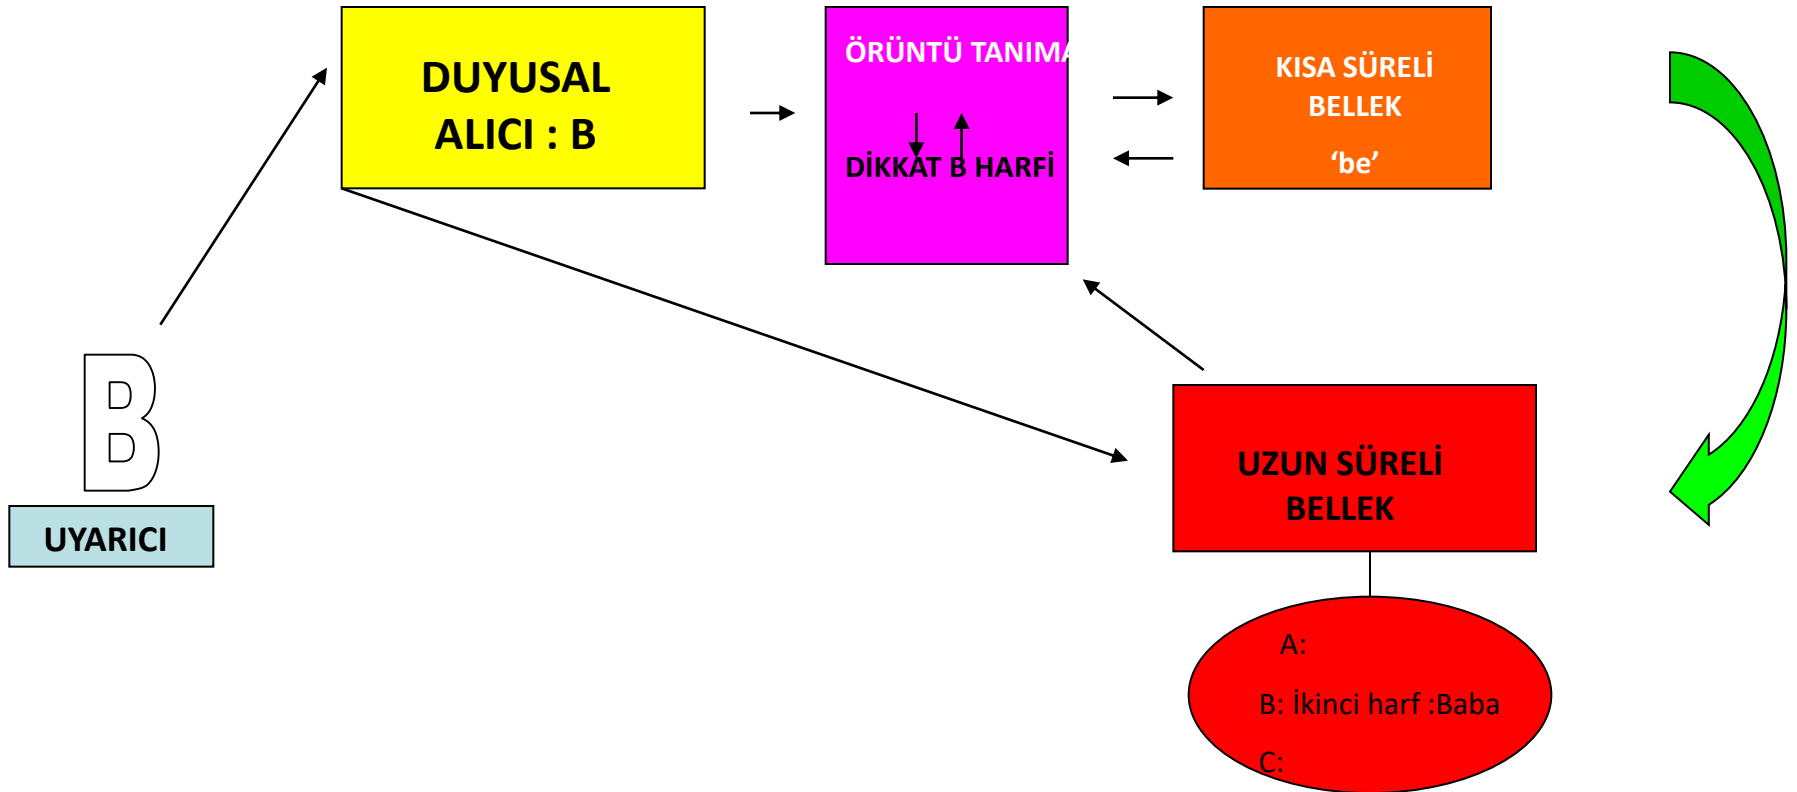 DUYUSAL
ALICI : B
ÖRÜNTÜ TANIMA
DİKKAT B HARFİ
KISA SÜRELİ
BELLEK
‘be’
B
UYARICI
UZUN SÜRELİ
BELLEK
A:
B: İkinci harf :Baba
C: